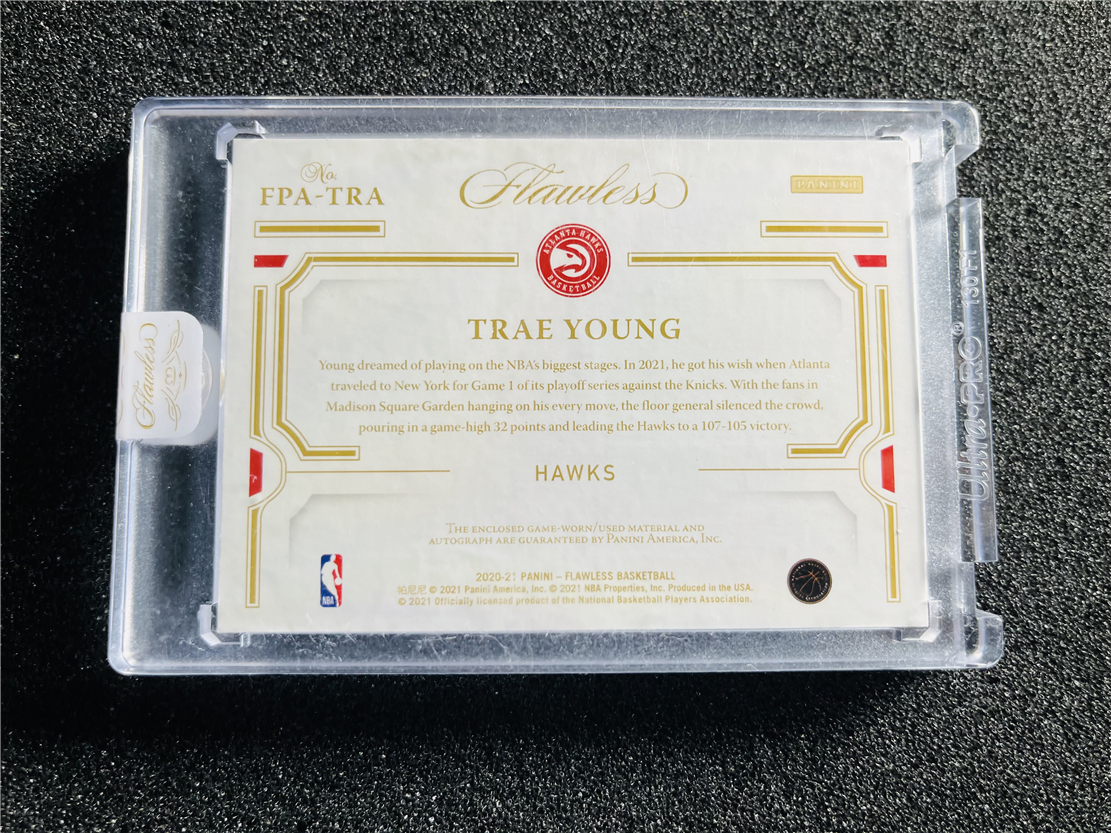 No.
FPA-TRA
Flawless
PANINI
ATLANTA HAWKS
BASKETBALL
TRAE YOUNG
Young dreamed of playing on the NBA's biggest stages. In 2021, he got his wish when Atlanta
traveled to New York for Game 1 of its playoff series against the Knicks. With the fans in
Madison Square Garden hanging on his every move, the floor general silenced the crowd,
pouring in a game-high 32 points and leading the Hawks to a 107-105 victory.
HAWKS
THE ENCLOSED GAME-WORN/USED MATERIAL AND
AUTOGRAPH ARE GUARANTEED BY PANINI AMERICA, INC.
2020-21 PANINI – FLAWLESS BASKETBALL
帕尼尼 © 2021 Panini America, Inc. © 2021 NBA Properties, Inc. Produced in the USA.
© 2021 Officially licensed product of the National Basketball Players Association.
NBA
Flawless
Ultra•PRO®